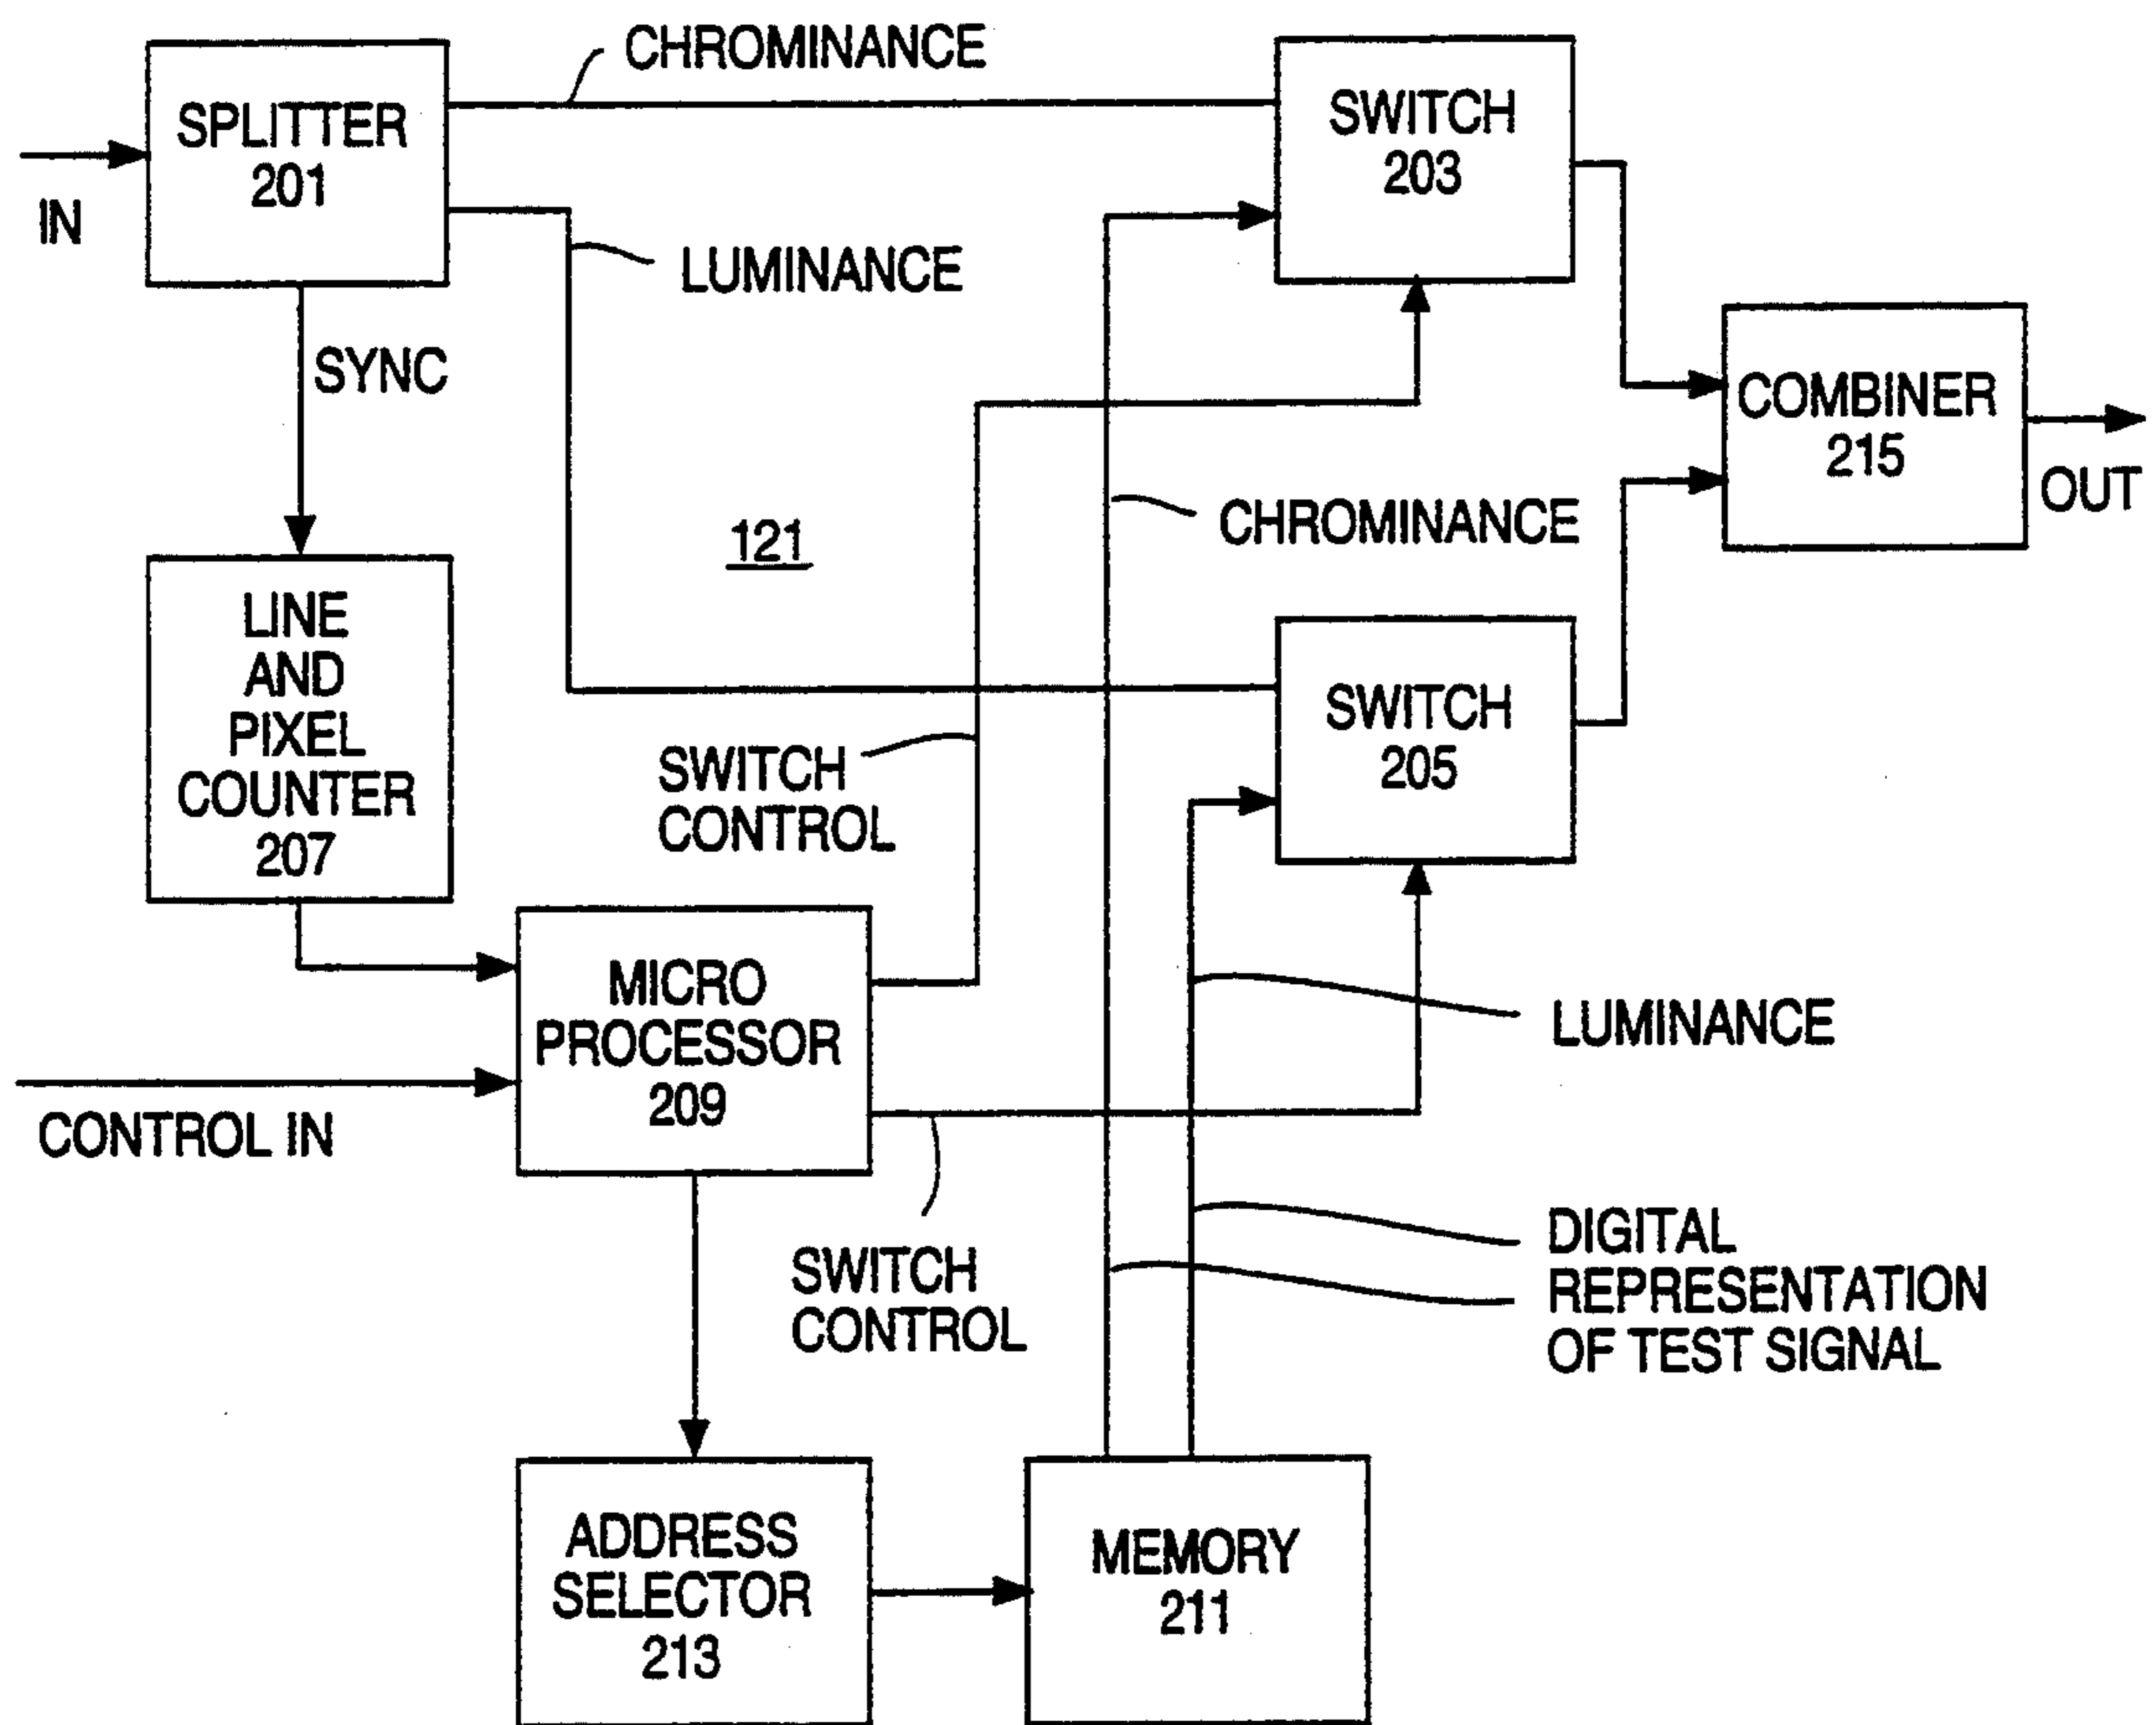 CHROMINANCE
SPLITTER
201
SWITCH
203
IN
LUMINANCE
SYNC
COMBINER
215
OUT
CHROMINANCE
121
LINE
AND
PIXEL
COUNTER
207
SWITCH
205
SWITCH
CONTROL
MICRO
PROCESSOR
209
LUMINANCE
CONTROL IN
SWITCH
CONTROL
DIGITAL
REPRESENTATION
OF TEST SIGNAL
ADDRESS
SELECTOR
213
MEMORY
211